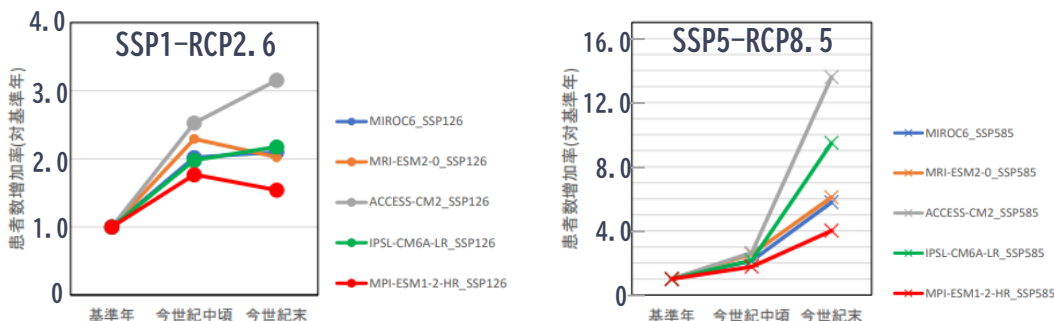 4.0
SSP1-RCP2.6
3.0
2.0
1.0
0
患者数増加率(対基準年)
基準年 今世紀中頃 今世紀末
MIROC6_SSP126
MRI-ESM2-0_SSP126
ACCESS-CM2_SSP126
IPSL-CM6A-LR_SSP126
MPI-ESM1-2-HR_SSP126
16.0
SSP5-RCP8.5
12.0
8.0
4.0
0
患者数増加率(対基準年)
基準年 今世紀中頃 今世紀末
MIROC6_SSP585
MRI-ESM2-0_SSP585
ACCESS-CM2_SSP585
IPSL-CM6A-LR_SSP585
MPI-ESM1-2-HR_SSP585